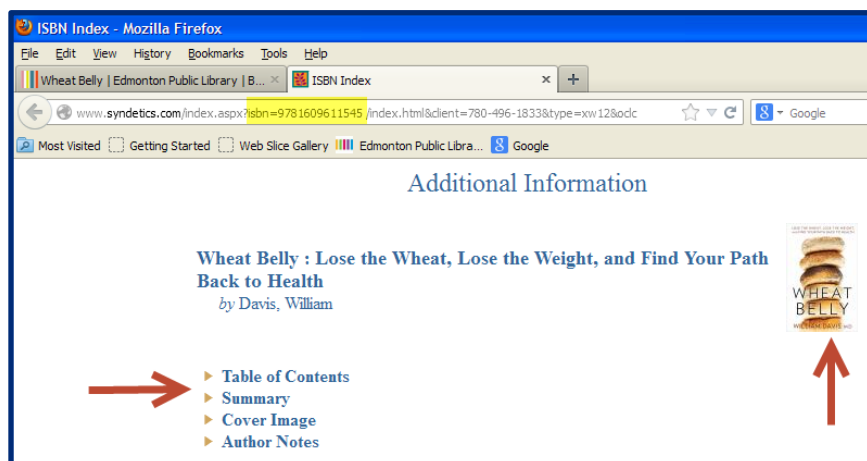 ISBN Index - Mozilla Firefox
File Edit View History Bookmarks Tools Help
Wheat Belly | Edmonton Public Library | B... × ISBN Index × +
www.syndetics.com/index.aspx?isbn=9781609611545/index.html&client=780-496-1833&type=xw12&oclc Google
Most Visited Getting Started Web Slice Gallery Edmonton Public Libra... Google
Additional Information
Wheat Belly : Lose the Wheat, Lose the Weight, and Find Your Path
Back to Health
by Davis, William
WHEAT
BELLY
WILLIAM DAVIS MD
Table of Contents
Summary
Cover Image
Author Notes